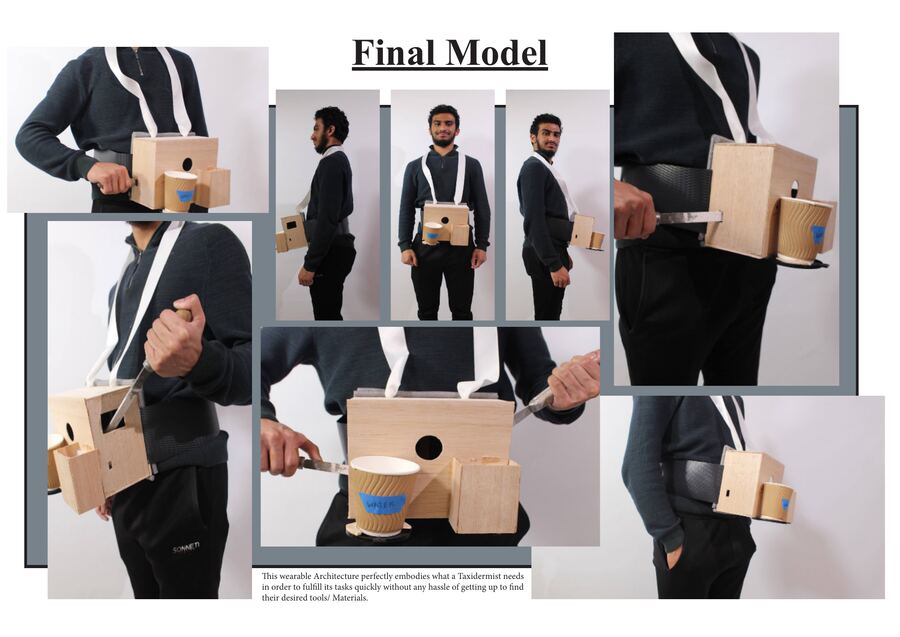 Final Model
WATER
SONNETI
This wearable Architecture perfectly embodies what a Taxidermist needs
in order to fulfill its tasks quickly without any hassle of getting up to find
their desired tools/ Materials.